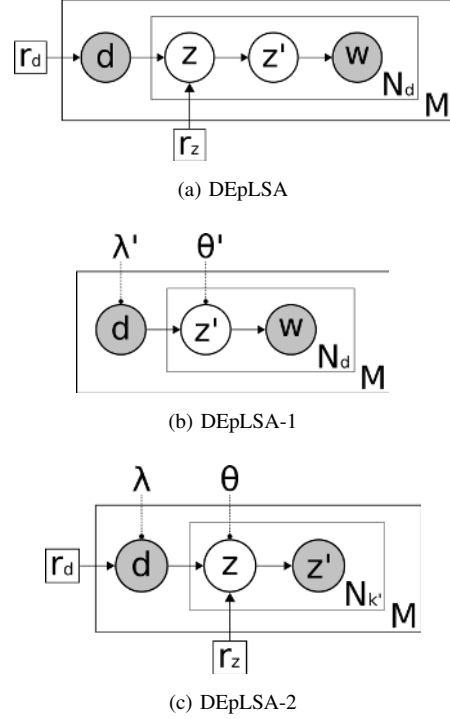 r_d d z z' w
N_d
M
r_z
(a) DEpLSA
λ' θ'
d z' w
N_d
M
(b) DEpLSA-1
λ θ
r_d d z z'
N_k'
M
r_z
(c) DEpLSA-2